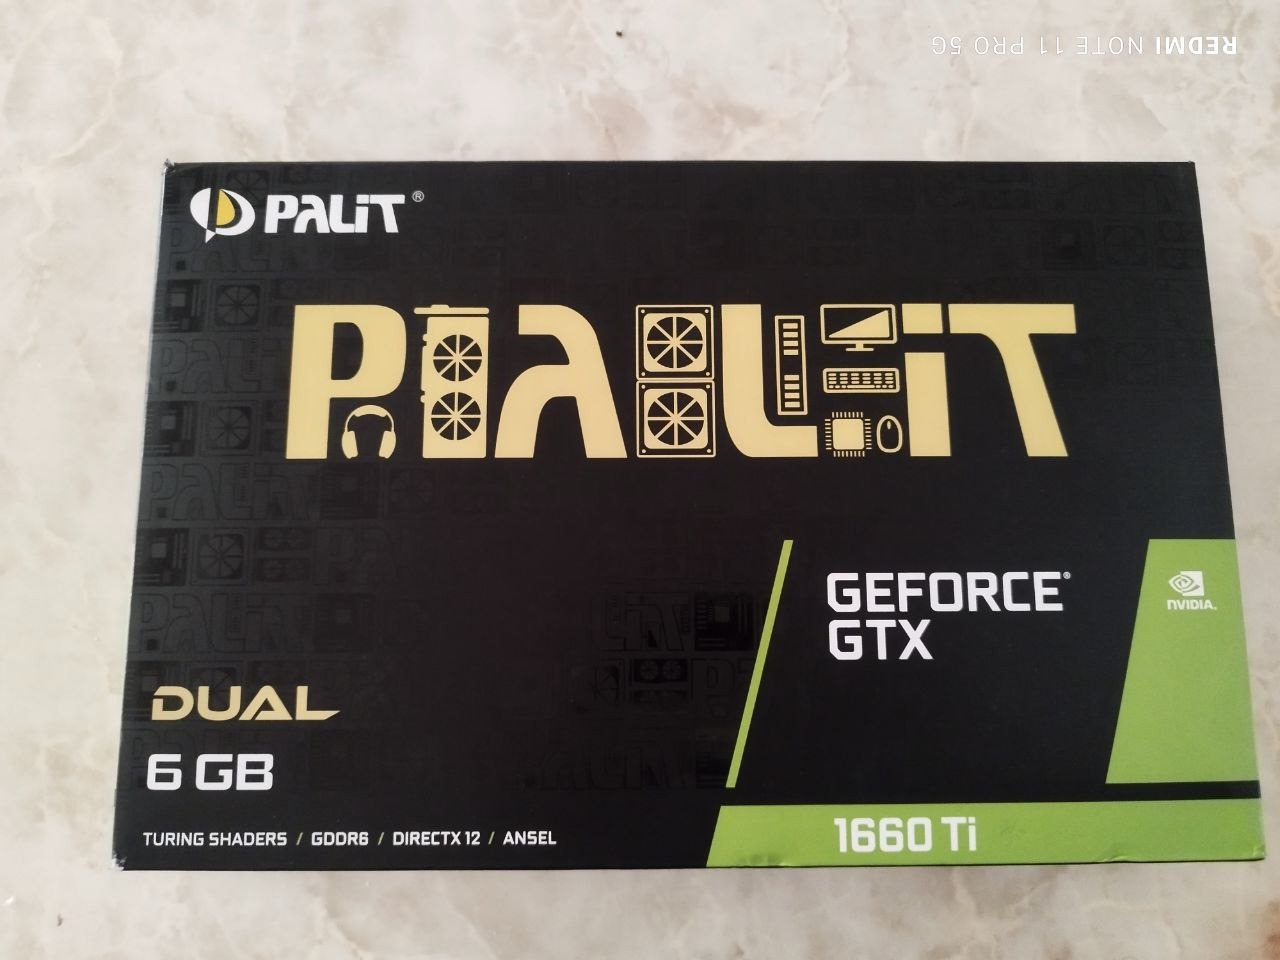 REDMI NOTE 11 PRO 5G
PALiT®
PALiT
GEFORCE®
GTX
NVIDIA.
DUAL
6 GB
TURING SHADERS / GDDR6 / DIRECTX 12 / ANSEL
1660 Ti